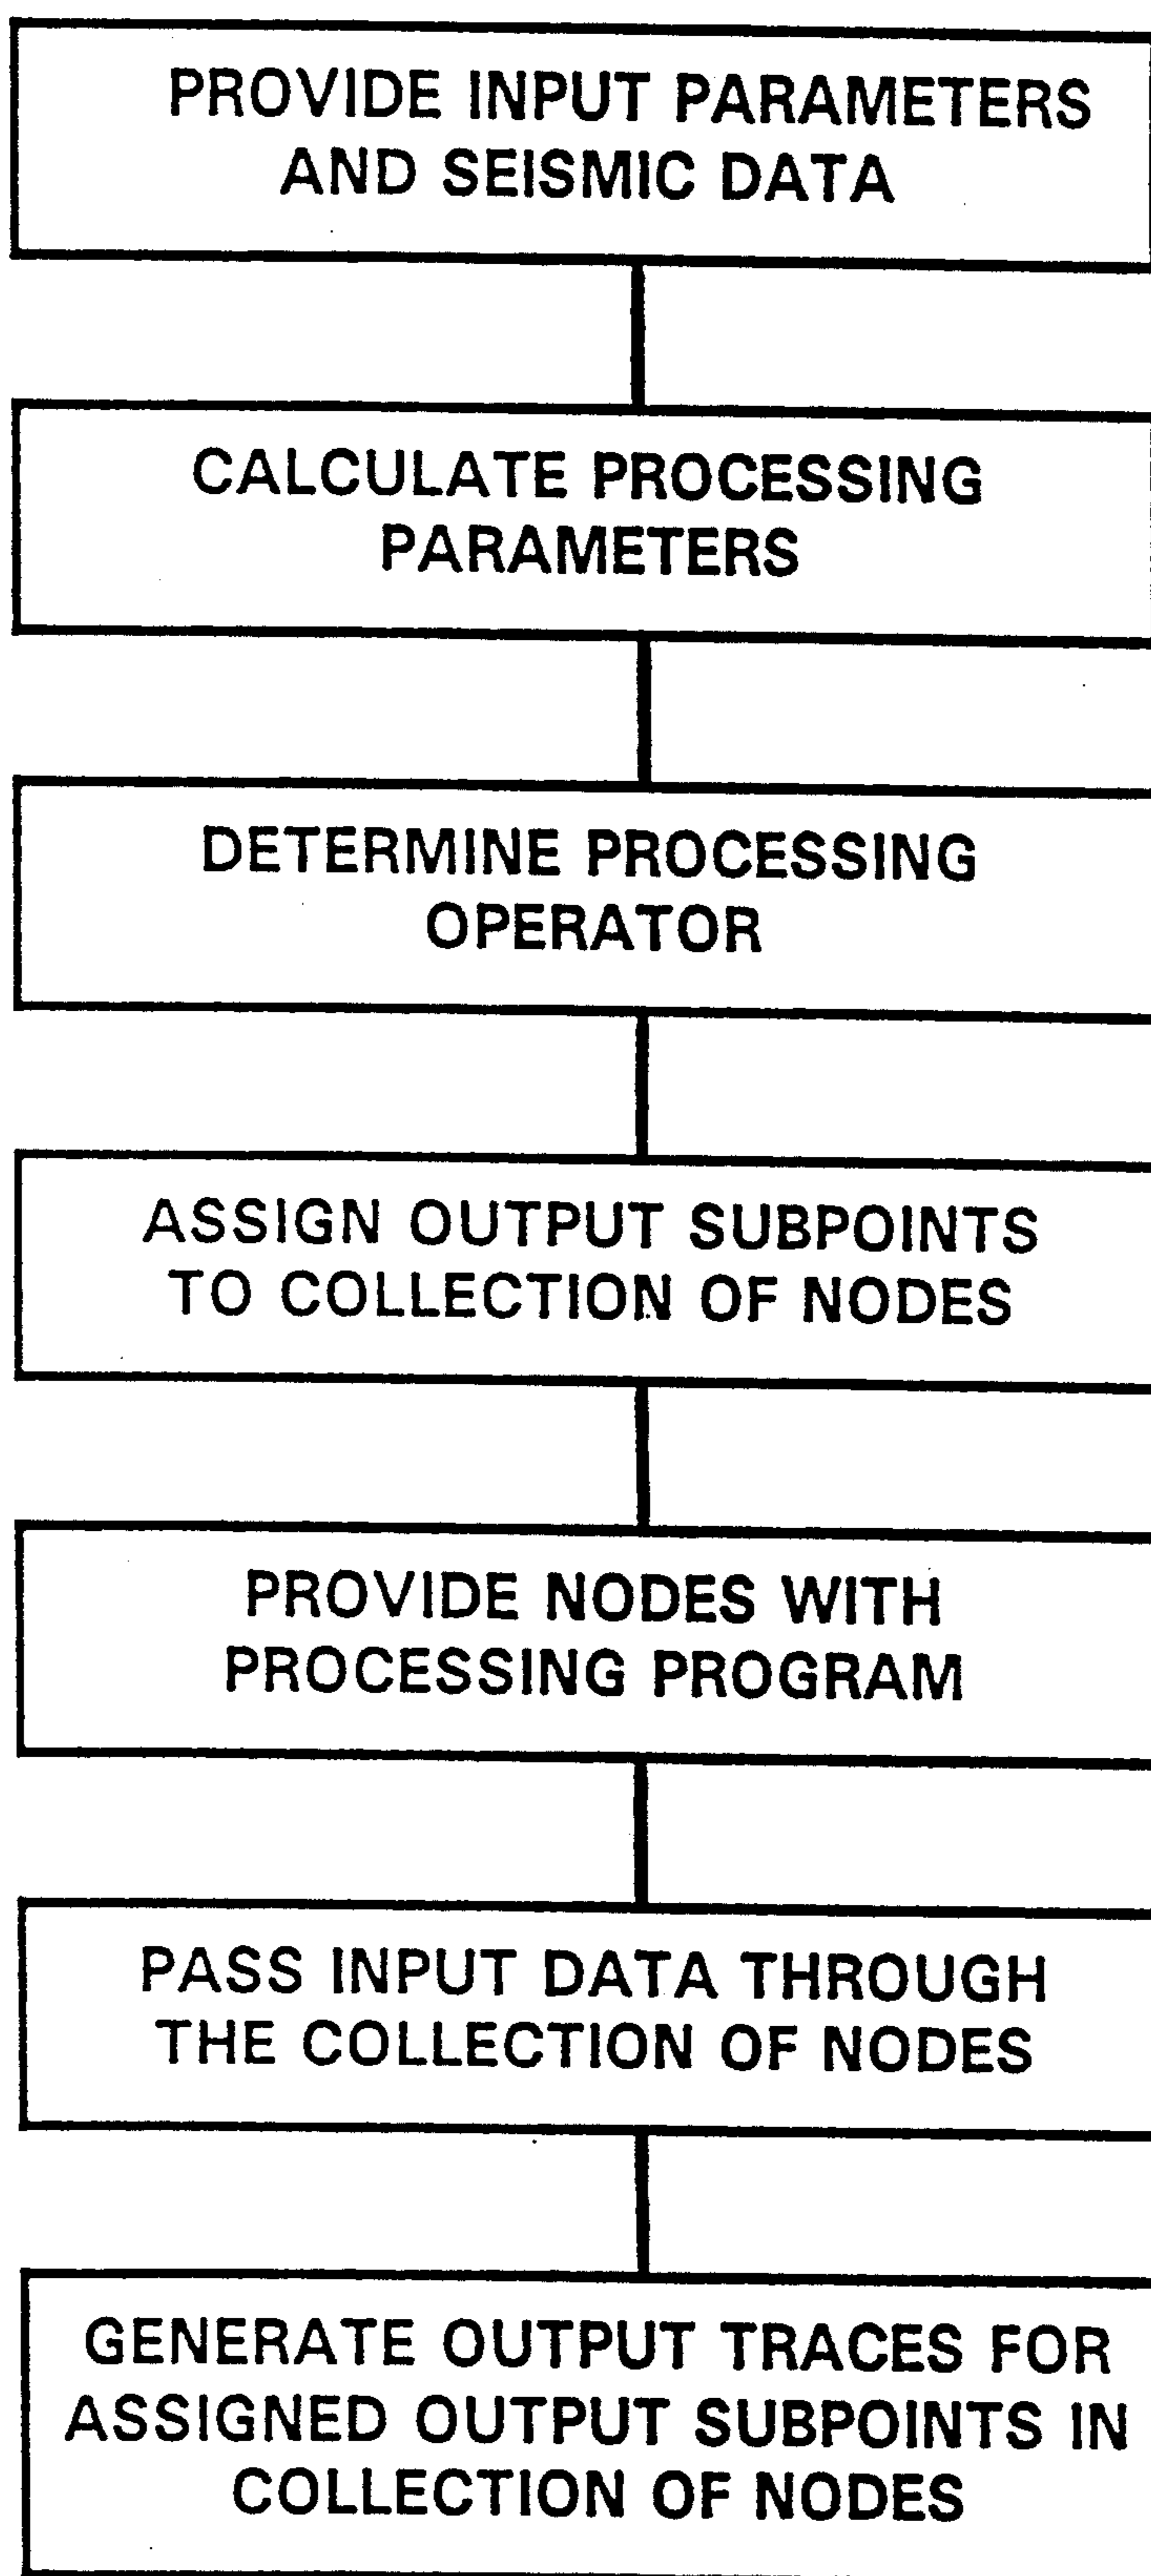 PROVIDE INPUT PARAMETERS
AND SEISMIC DATA
CALCULATE PROCESSING
PARAMETERS
DETERMINE PROCESSING
OPERATOR
ASSIGN OUTPUT SUBPOINTS
TO COLLECTION OF NODES
PROVIDE NODES WITH
PROCESSING PROGRAM
PASS INPUT DATA THROUGH
THE COLLECTION OF NODES
GENERATE OUTPUT TRACES FOR
ASSIGNED OUTPUT SUBPOINTS IN
COLLECTION OF NODES